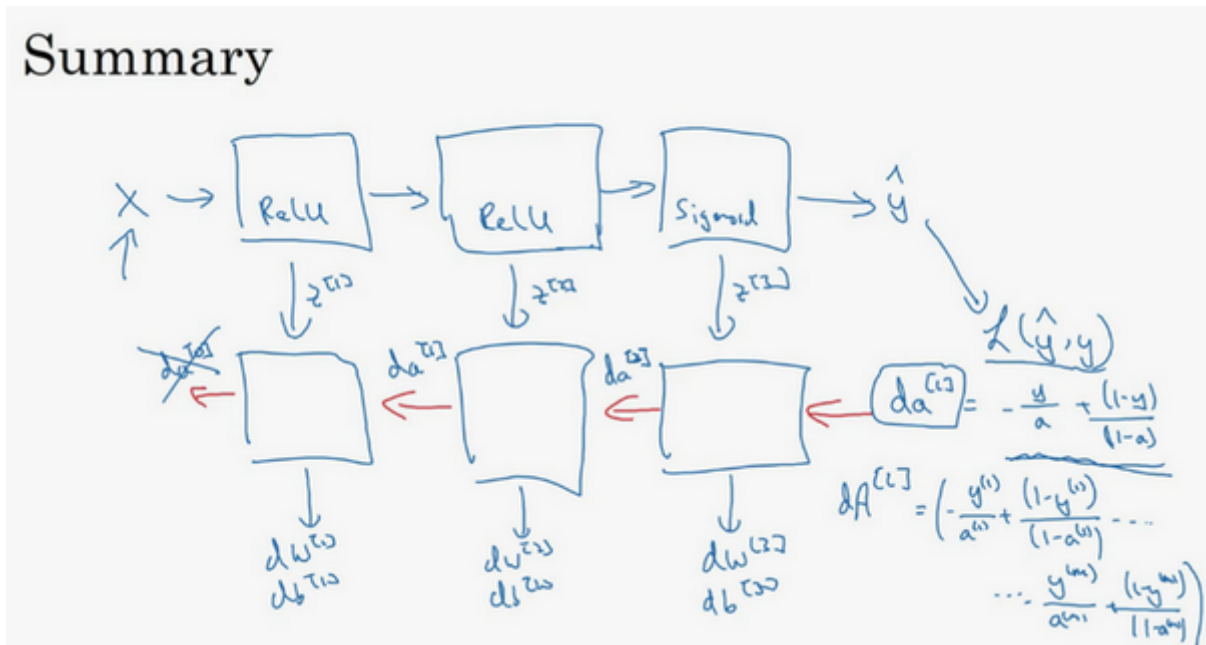 Summary
X → ReLU → ReLU → Sigmoid → ŷ
z^[1] z^[2] z^[3]
L(ŷ, y)
da^[0] da^[1] da^[2] da^[L] = - y/a + (1-y)/(1-a)
dA^[L] = (- y^(1)/a^(1) + (1-y^(1))/(1-a^(1)) ....
dw^[1] dw^[2] dw^[3]
db^[1] db^[2] db^[3]
... - y^(m)/a^(m) + (1-y^(m))/(1-a^(m)))